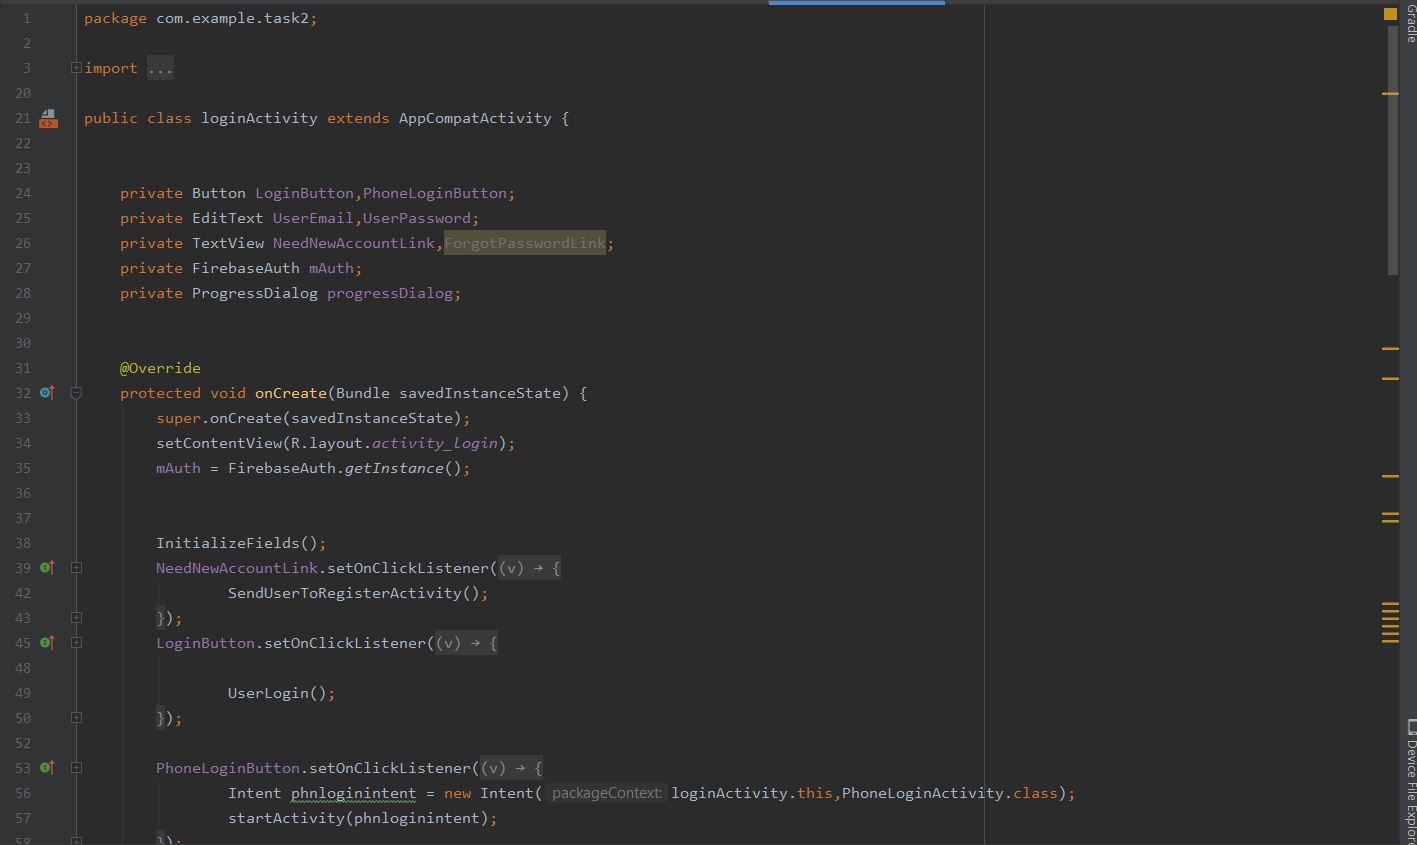 Gradle
1 package com.example.task2;
2
3 import ...
20
21 public class loginActivity extends AppCompatActivity {
22
23
24 private Button LoginButton,PhoneLoginButton;
25 private EditText UserEmail,UserPassword;
26 private TextView NeedNewAccountLink,ForgotPasswordLink;
27 private FirebaseAuth mAuth;
28 private ProgressDialog progressDialog;
29
30
31 @Override
32 protected void onCreate(Bundle savedInstanceState) {
33 super.onCreate(savedInstanceState);
34 setContentView(R.layout.activity_login);
35 mAuth = FirebaseAuth.getInstance();
36
37
38 InitializeFields();
39 NeedNewAccountLink.setOnClickListener((v) → {
42 SendUserToRegisterActivity();
43 });
45 LoginButton.setOnClickListener((v) → {
48
49 UserLogin();
50 });
52
53 PhoneLoginButton.setOnClickListener((v) → {
56 Intent phnloginintent = new Intent( packageContext: loginActivity.this,PhoneLoginActivity.class);
57 startActivity(phnloginintent);
58 });
Device File Explorer